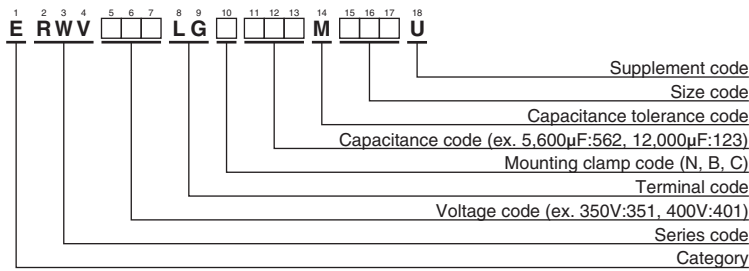 1 2 3 4 5 6 7 8 9 10 11 12 13 14 15 16 17 18
E RWV LG M U
Supplement code
Size code
Capacitance tolerance code
Capacitance code (ex. 5,600µF:562, 12,000µF:123)
Mounting clamp code (N, B, C)
Terminal code
Voltage code (ex. 350V:351, 400V:401)
Series code
Category